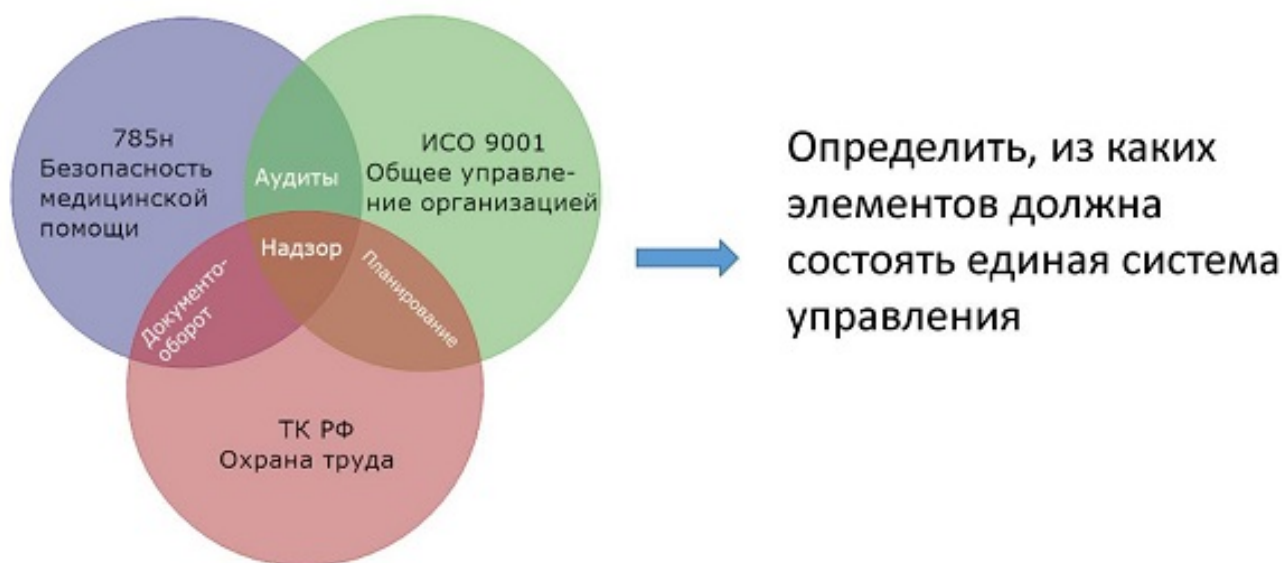 785н
Безопасность
медицинской
помощи
Аудиты
ИСО 9001
Общее управле-
ние организацией
Надзор
Документо-
оборот
Планирование
ТК РФ
Охрана труда
Определить, из каких
элементов должна
состоять единая система
управления